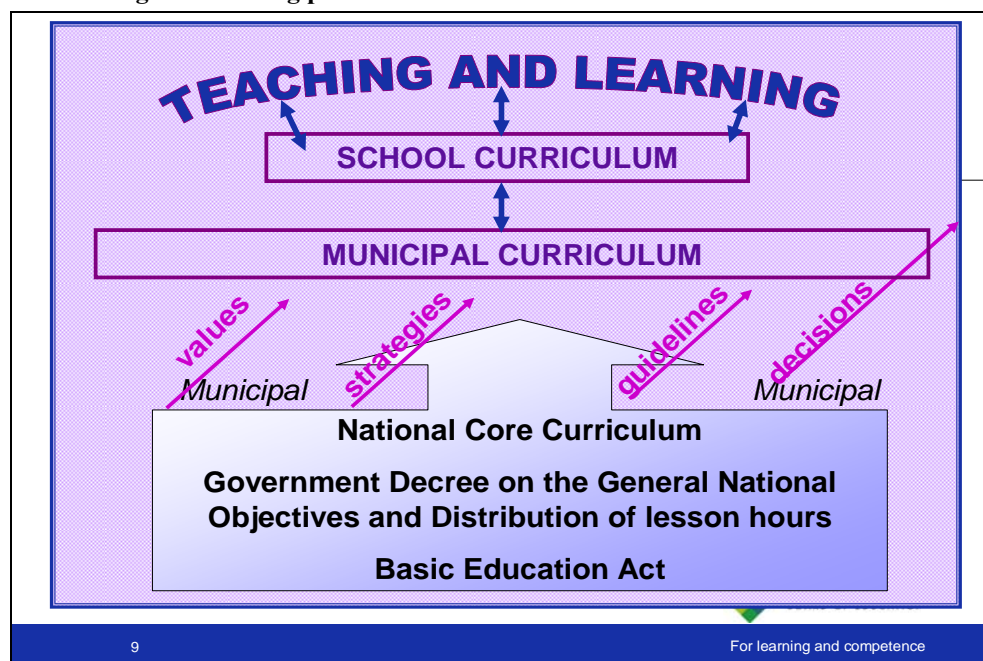 TEACHING AND LEARNING
SCHOOL CURRICULUM
MUNICIPAL CURRICULUM
values
strategies
guidelines
decisions
Municipal
Municipal
National Core Curriculum
Government Decree on the General National
Objectives and Distribution of lesson hours
Basic Education Act
9
For learning and competence